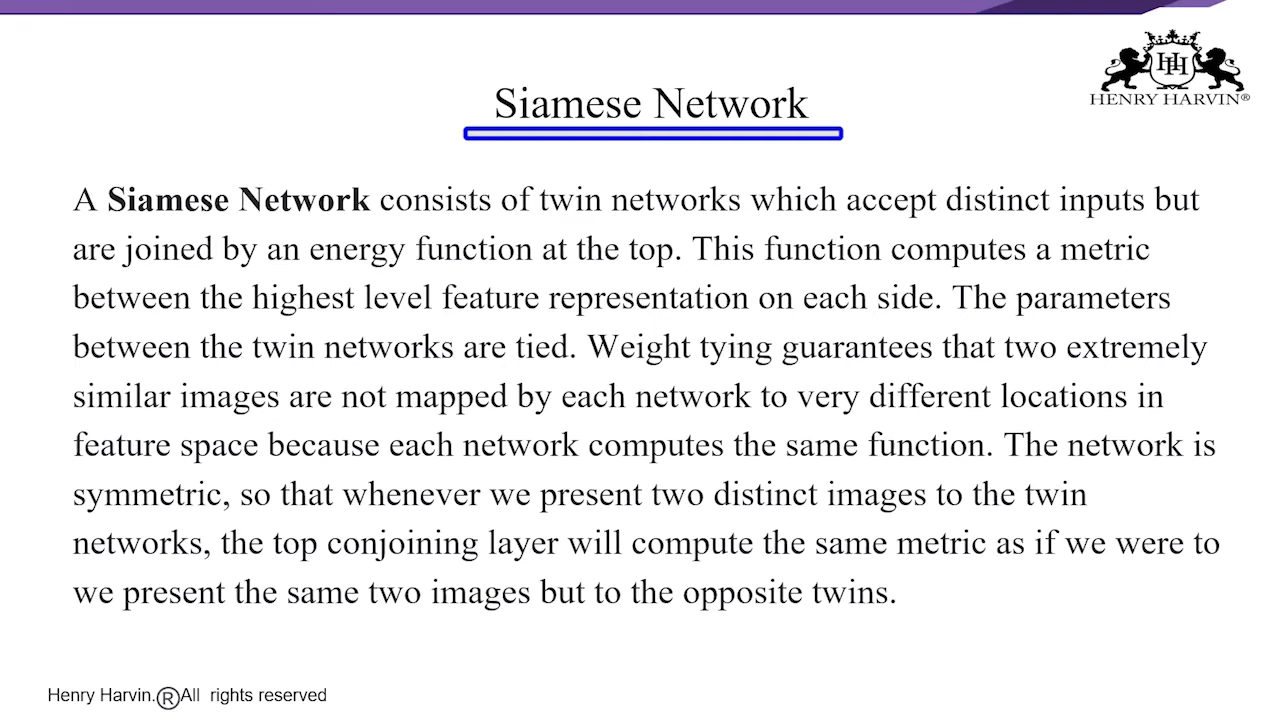 HH
HENRY HARVIN®
Siamese Network
A Siamese Network consists of twin networks which accept distinct inputs but
are joined by an energy function at the top. This function computes a metric
between the highest level feature representation on each side. The parameters
between the twin networks are tied. Weight tying guarantees that two extremely
similar images are not mapped by each network to very different locations in
feature space because each network computes the same function. The network is
symmetric, so that whenever we present two distinct images to the twin
networks, the top conjoining layer will compute the same metric as if we were to
we present the same two images but to the opposite twins.
Henry Harvin.®All rights reserved